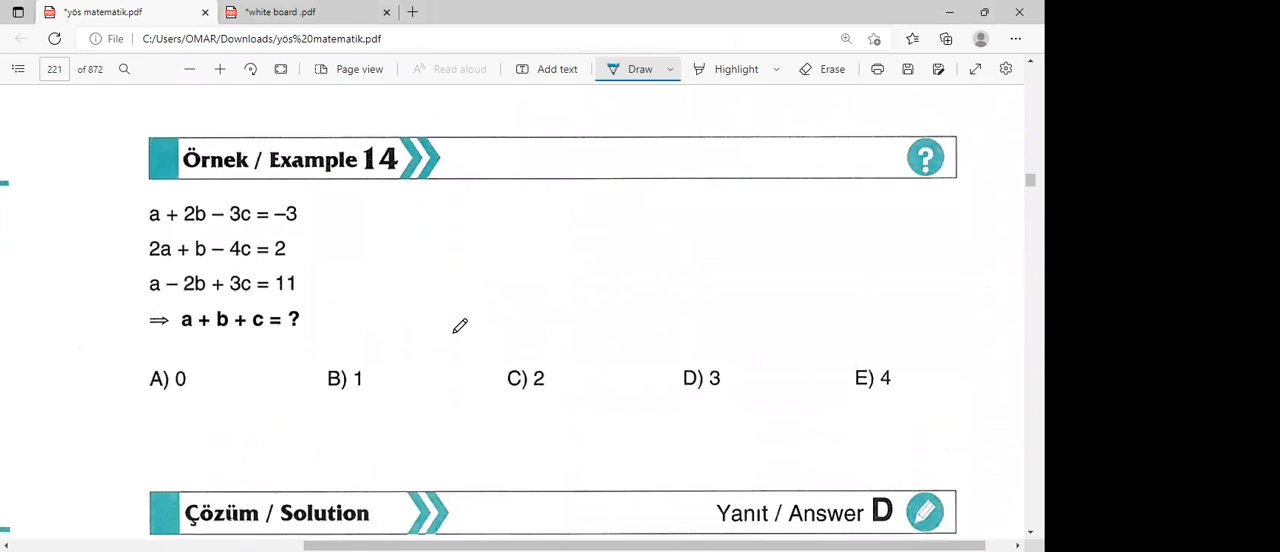 *yös matematik.pdf
*white board .pdf
File C:/Users/OMAR/Downloads/yös%20matematik.pdf
221 of 872 Page view Read aloud Add text Draw Highlight Erase
Örnek / Example 14
a + 2b − 3c = −3
2a + b − 4c = 2
a − 2b + 3c = 11
⇒ a + b + c = ?
A) 0 B) 1 C) 2 D) 3 E) 4
Çözüm / Solution Yanıt / Answer D